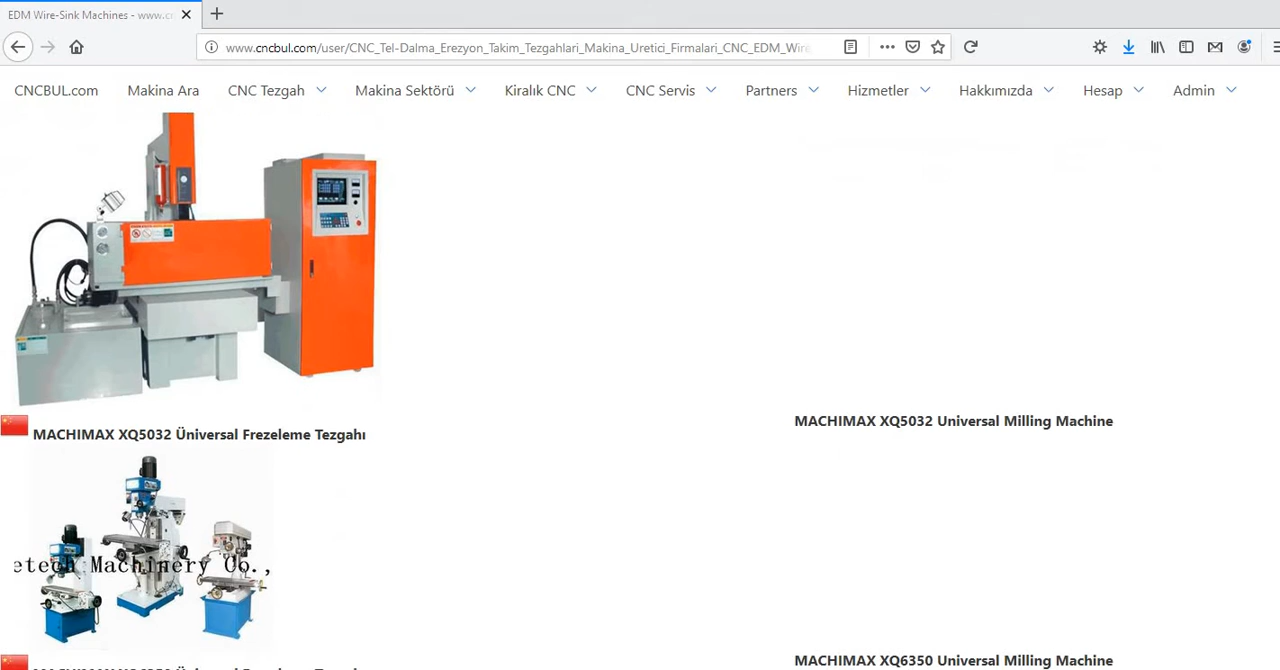 EDM Wire-Sink Machines - www.cn
www.cncbul.com/user/CNC_Tel-Dalma_Erezyon_Takim_Tezgahlari_Makina_Uretici_Firmalari_CNC_EDM_Wire
CNCBUL.com Makina Ara CNC Tezgah Makina Sektörü Kiralık CNC CNC Servis Partners Hizmetler Hakkımızda Hesap Admin
MACHIMAX XQ5032 Üniversal Frezeleme Tezgahı
MACHIMAX XQ5032 Universal Milling Machine
etech Machinery Co.,
MACHIMAX XQ6350 Universal Milling Machine